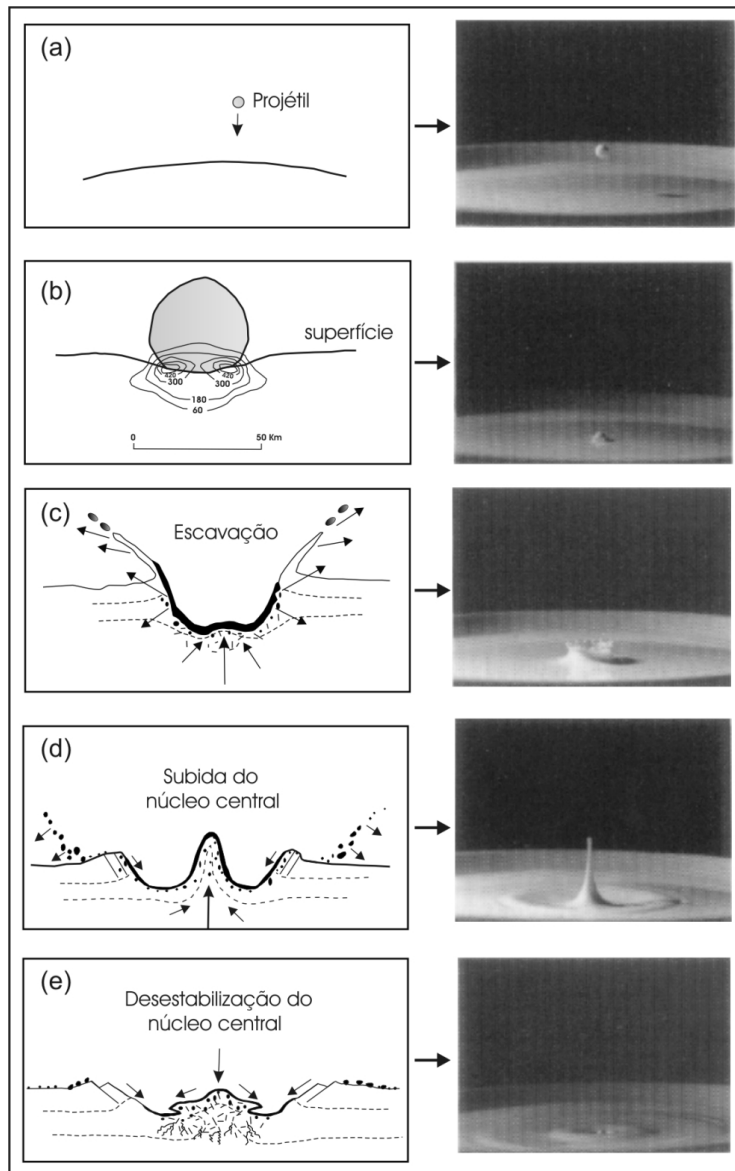 (a)
Projétil
(b)
superfície
420
420
300
300
180
60
0
50 Km
(c)
Escavação
(d)
Subida do
núcleo central
(e)
Desestabilização do
núcleo central